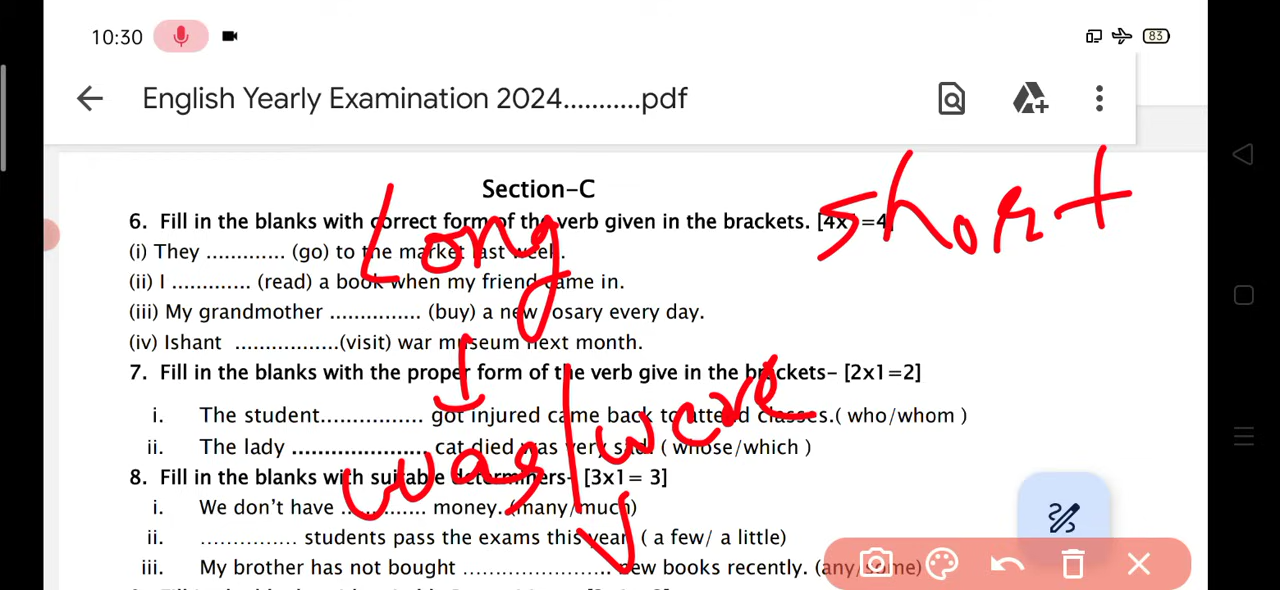 10:30 83
English Yearly Examination 2024...........pdf
Section-C
short
6. Fill in the blanks with correct form of the verb given in the brackets. [4x1=4]
Long
(i) They ............. (go) to the market last week.
(ii) I ............. (read) a book when my friend came in.
(iii) My grandmother ............... (buy) a new rosary every day.
(iv) Ishant .................(visit) war museum next month.
7. Fill in the blanks with the proper form of the verb give in the brackets- [2x1=2]
i. The student................. got injured came back to attend classes.( who/whom )
was/were
ii. The lady ...................... cat died was very sad. ( whose/which )
8. Fill in the blanks with suitable determiners- [3x1= 3]
i. We don't have .............. money. (many/much)
ii. ............... students pass the exams this year. ( a few/ a little)
iii. My brother has not bought ........................ new books recently. (any/some)